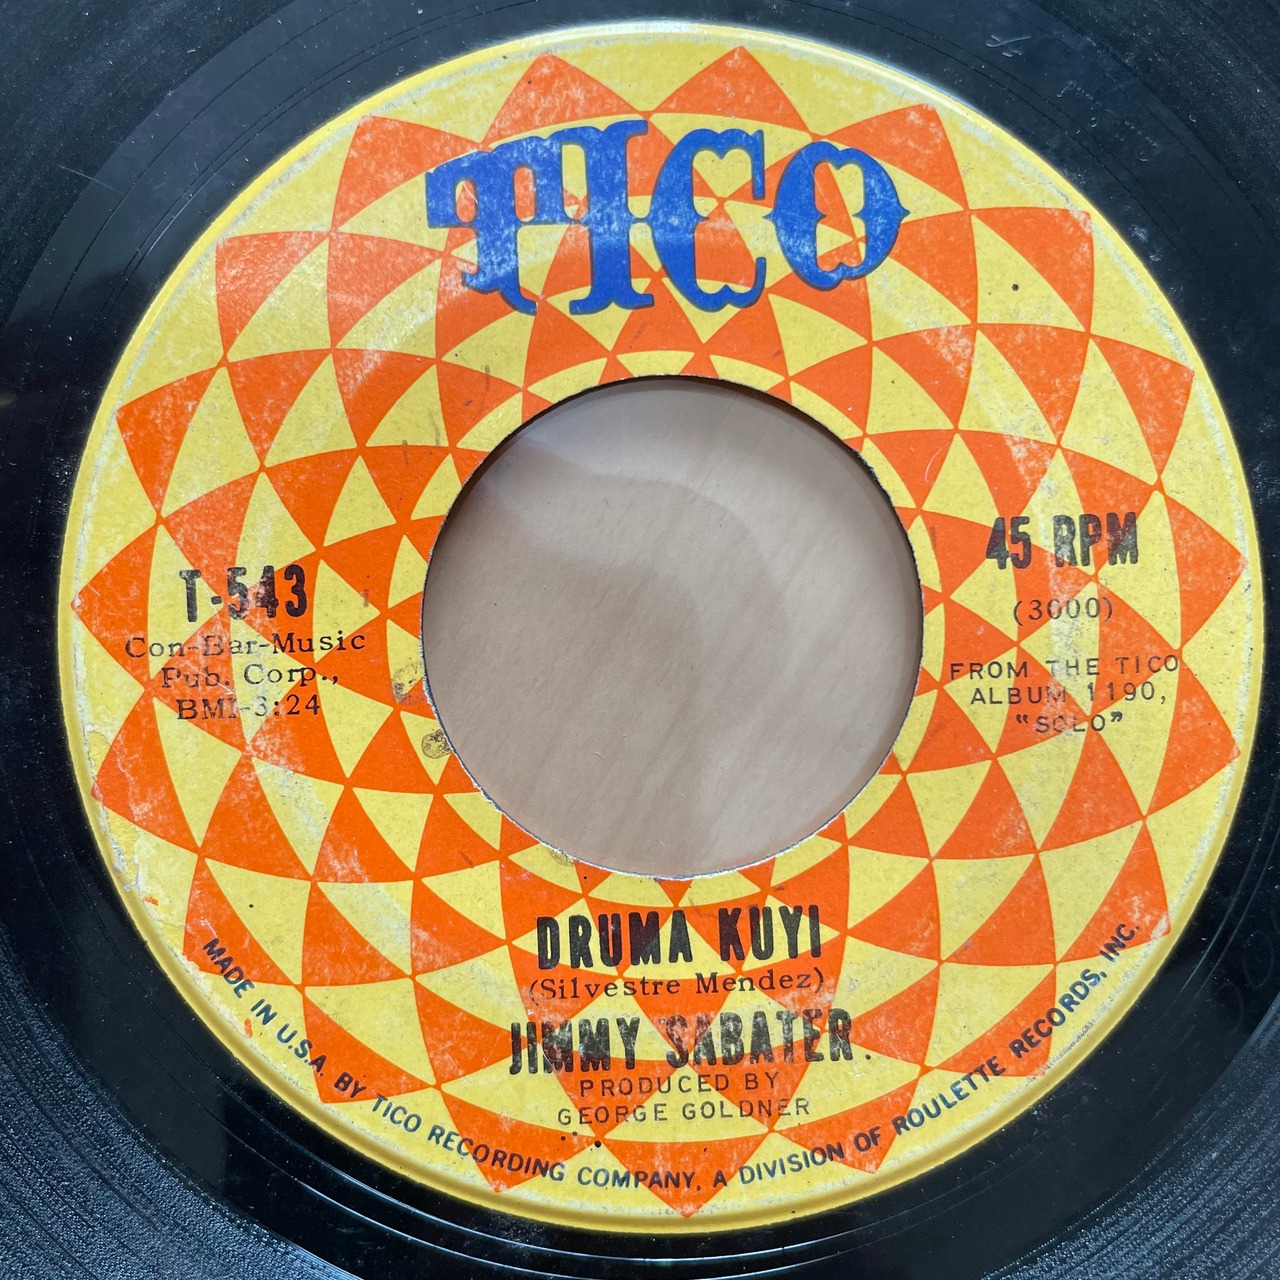 TICO
T-543
Con-Bar-Music
Pub. Corp.,
BMI-3:24
45 RPM
(3000)
FROM THE TICO
ALBUM 1190,
“SOLO”
DRUMA KUYI
(Silvestre Mendez)
JIMMY SABATER
PRODUCED BY
GEORGE GOLDNER
MADE IN U.S.A. BY TICO RECORDING COMPANY, A DIVISION OF ROULETTE RECORDS, INC.